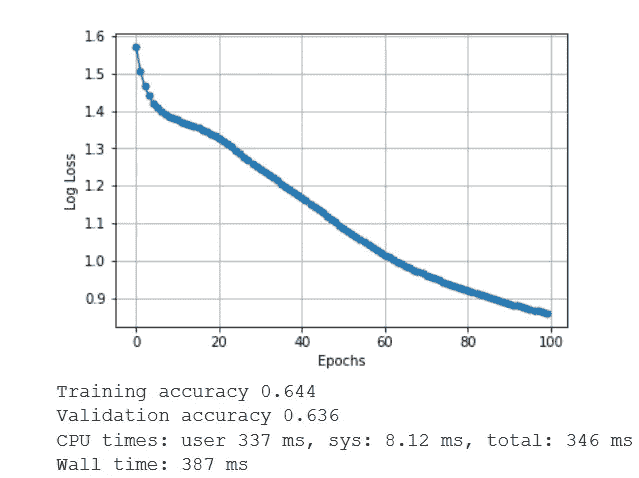 1.6
1.5
1.4
1.3
1.2
1.1
1.0
0.9
Log Loss
0 20 40 60 80 100
Epochs
Training accuracy 0.644
Validation accuracy 0.636
CPU times: user 337 ms, sys: 8.12 ms, total: 346 ms
Wall time: 387 ms